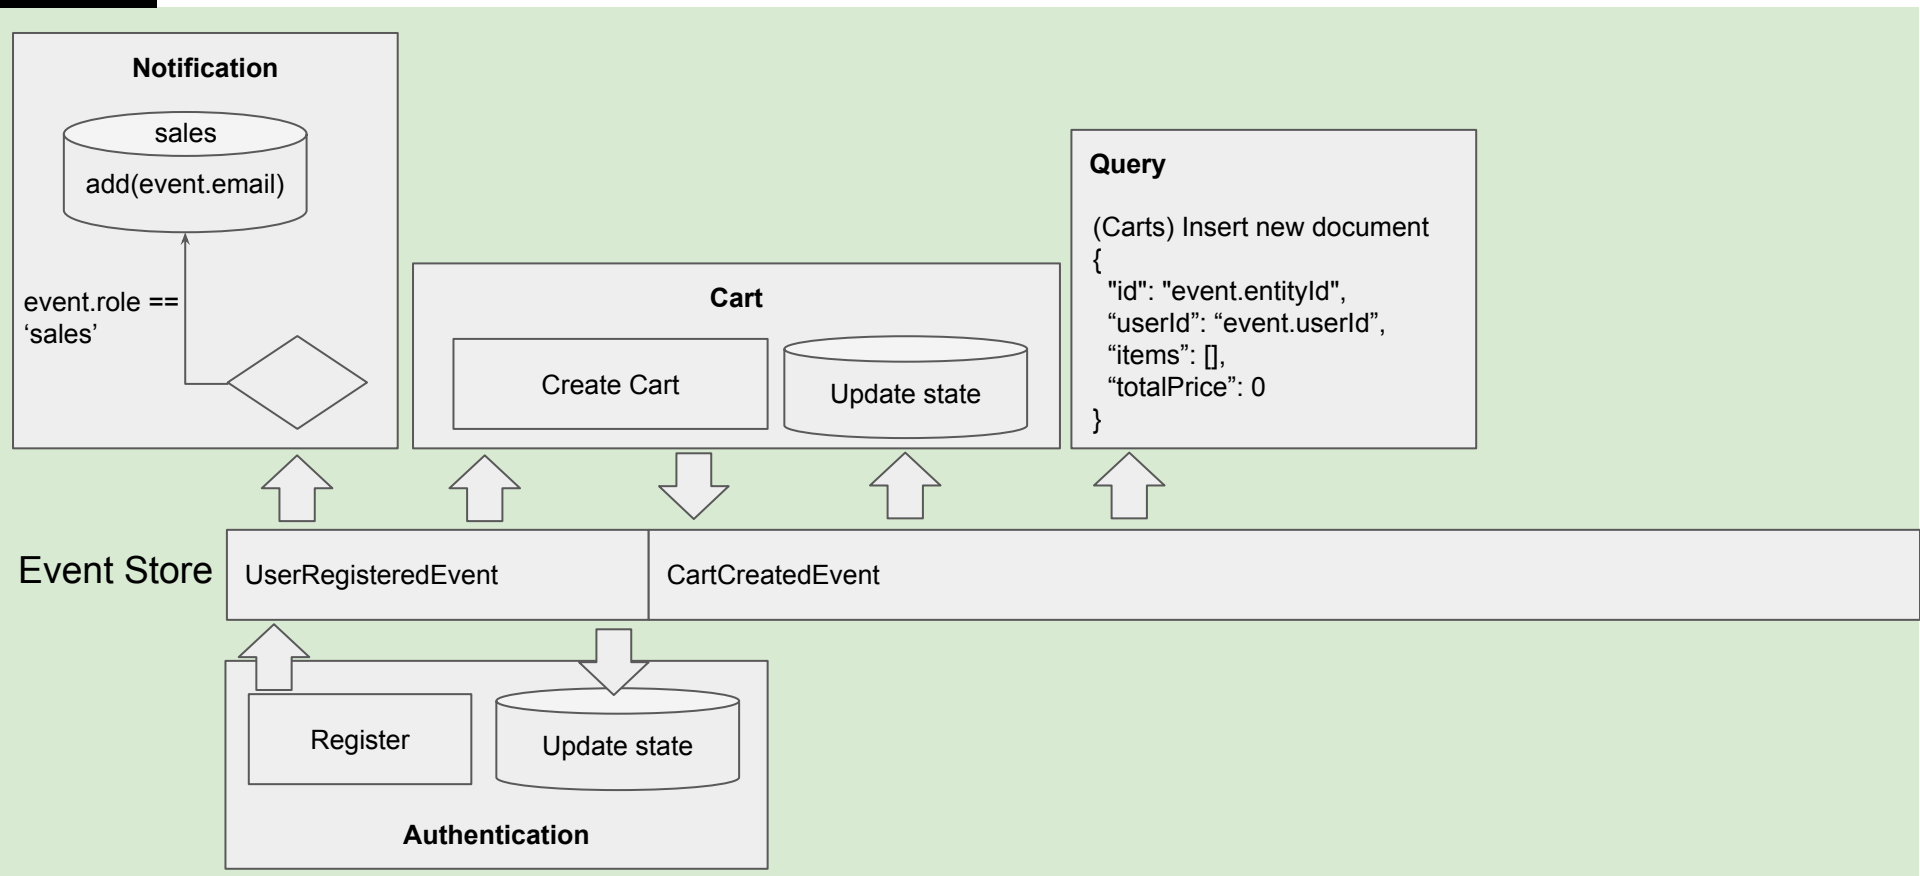 Notification
sales
add(event.email)
event.role ==
‘sales’
Cart
Create Cart
Update state
Query
(Carts) Insert new document
{
"id": "event.entityId",
“userId”: “event.userId”,
“items”: [],
“totalPrice”: 0
}
Event Store
UserRegisteredEvent
CartCreatedEvent
Register
Update state
Authentication